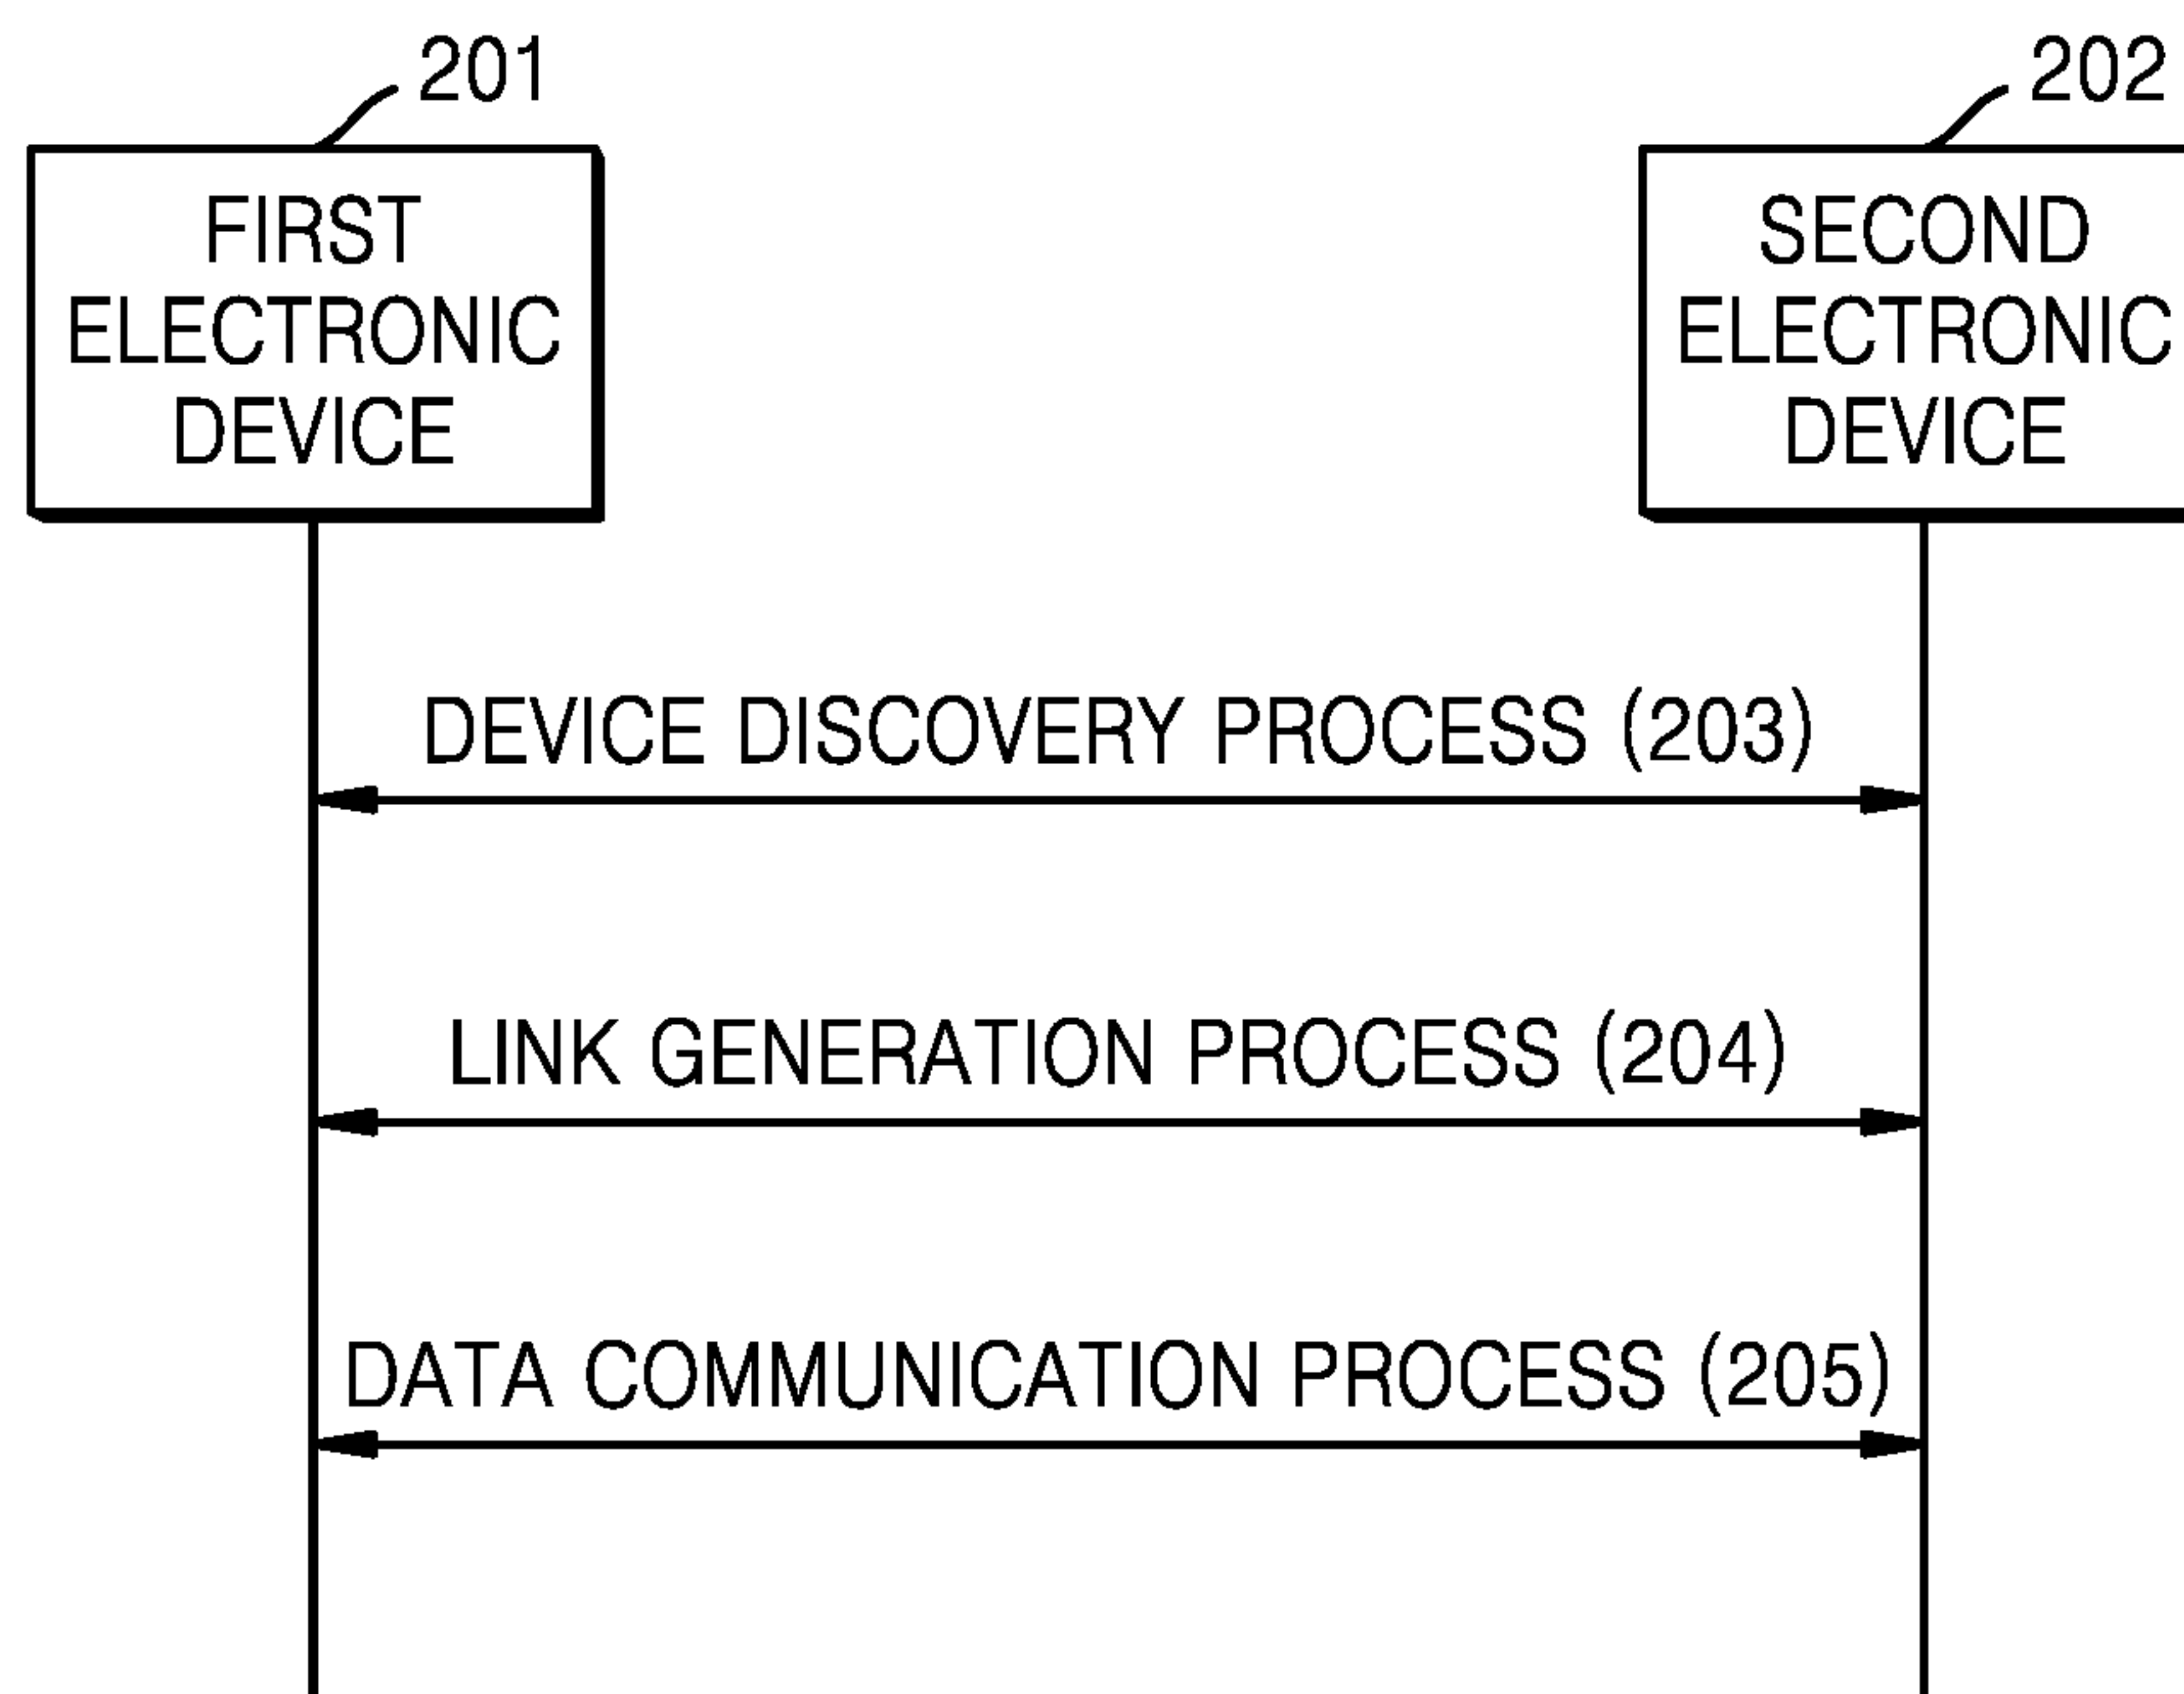 201
202
FIRST
ELECTRONIC
DEVICE
SECOND
ELECTRONIC
DEVICE
DEVICE DISCOVERY PROCESS (203)
LINK GENERATION PROCESS (204)
DATA COMMUNICATION PROCESS (205)